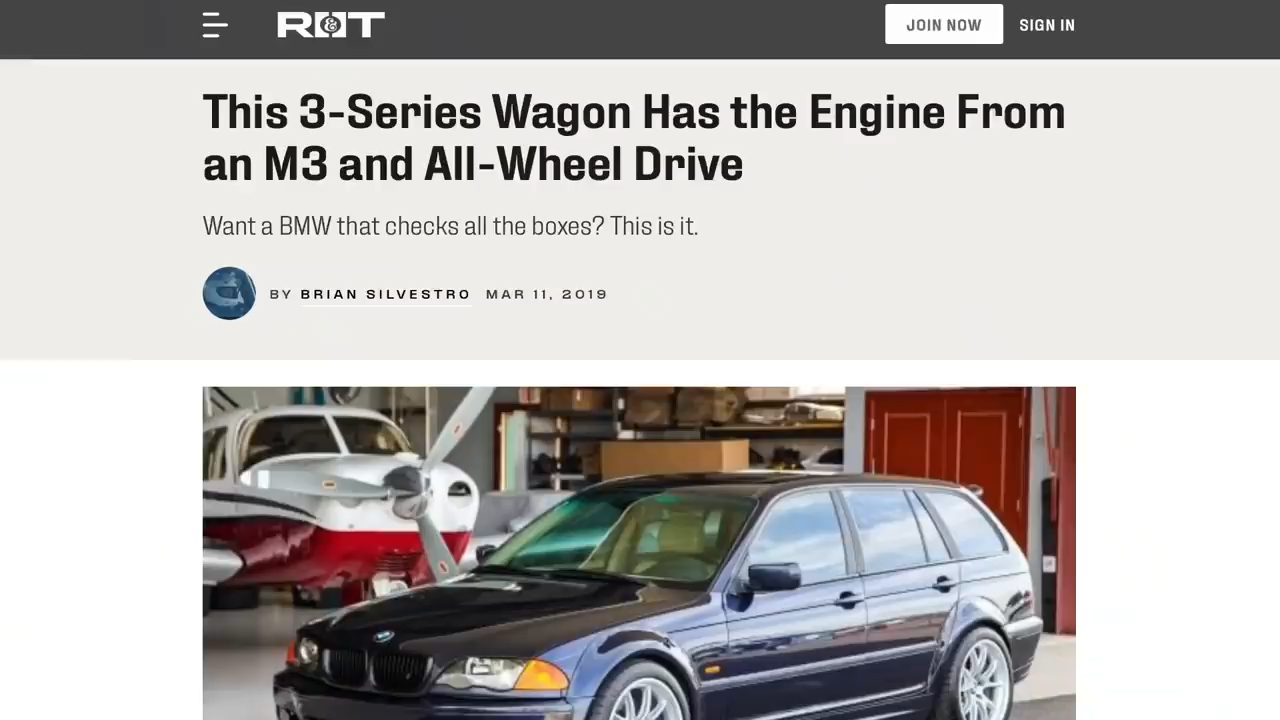 R&T
JOIN NOW
SIGN IN
This 3-Series Wagon Has the Engine From
an M3 and All-Wheel Drive
Want a BMW that checks all the boxes? This is it.
BY BRIAN SILVESTRO MAR 11, 2019